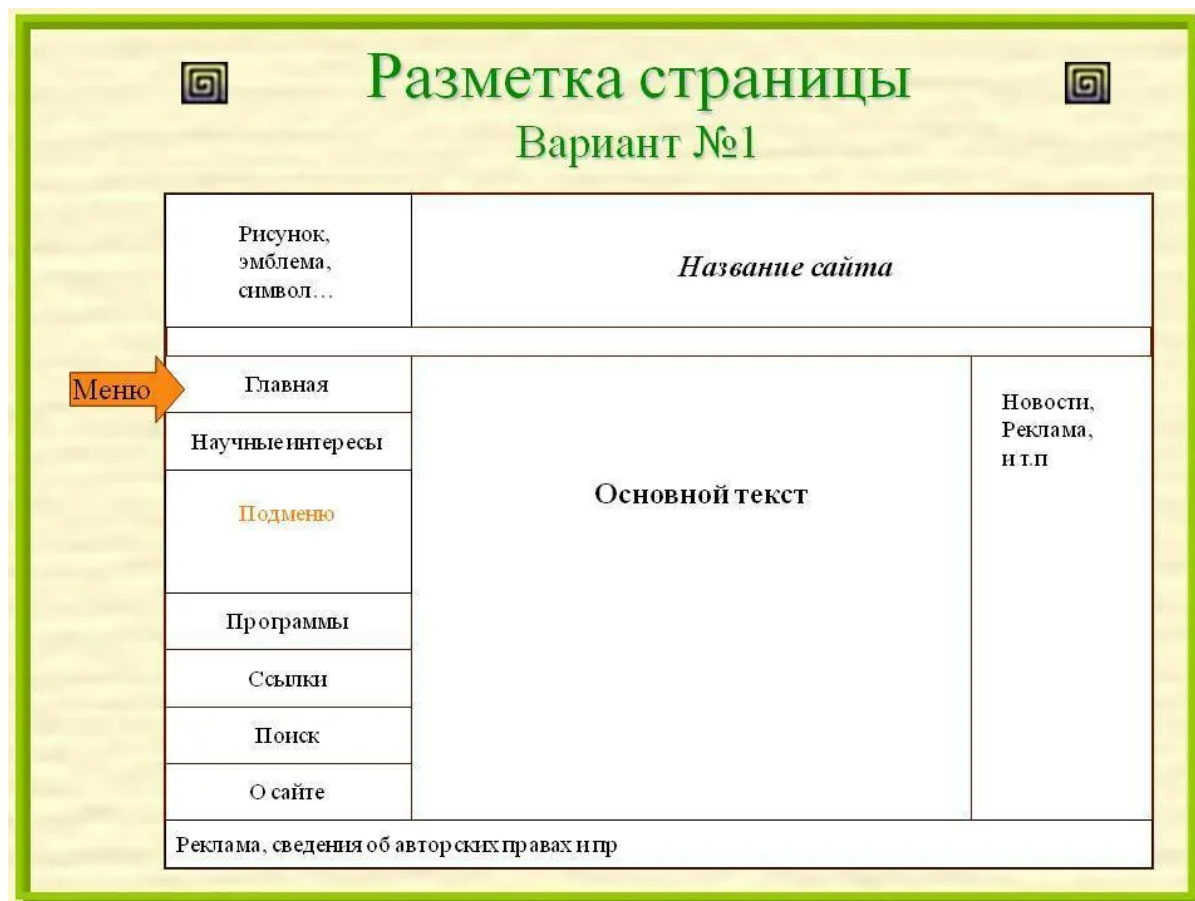 Разметка страницы
Вариант №1
Рисунок,
эмблема,
символ…
Название сайта
Меню
Главная
Научные интересы
Подменю
Программы
Ссылки
Поиск
О сайте
Основной текст
Новости,
Реклама,
и т.п
Реклама, сведения об авторских правах и пр